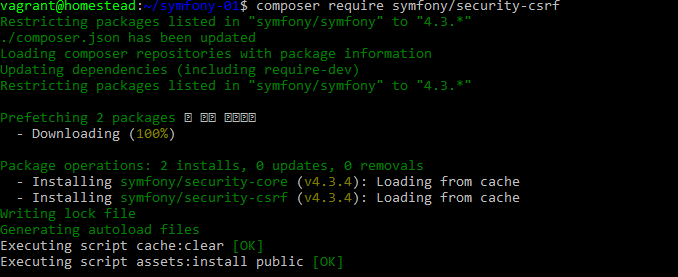 vagrant@homestead:~/symfony-01$ composer require symfony/security-csrf
Restricting packages listed in "symfony/symfony" to "4.3.*"
./composer.json has been updated
Loading composer repositories with package information
Updating dependencies (including require-dev)
Restricting packages listed in "symfony/symfony" to "4.3.*"
Prefetching 2 packages
- Downloading (100%)
Package operations: 2 installs, 0 updates, 0 removals
- Installing symfony/security-core (v4.3.4): Loading from cache
- Installing symfony/security-csrf (v4.3.4): Loading from cache
Writing lock file
Generating autoload files
Executing script cache:clear [OK]
Executing script assets:install public [OK]